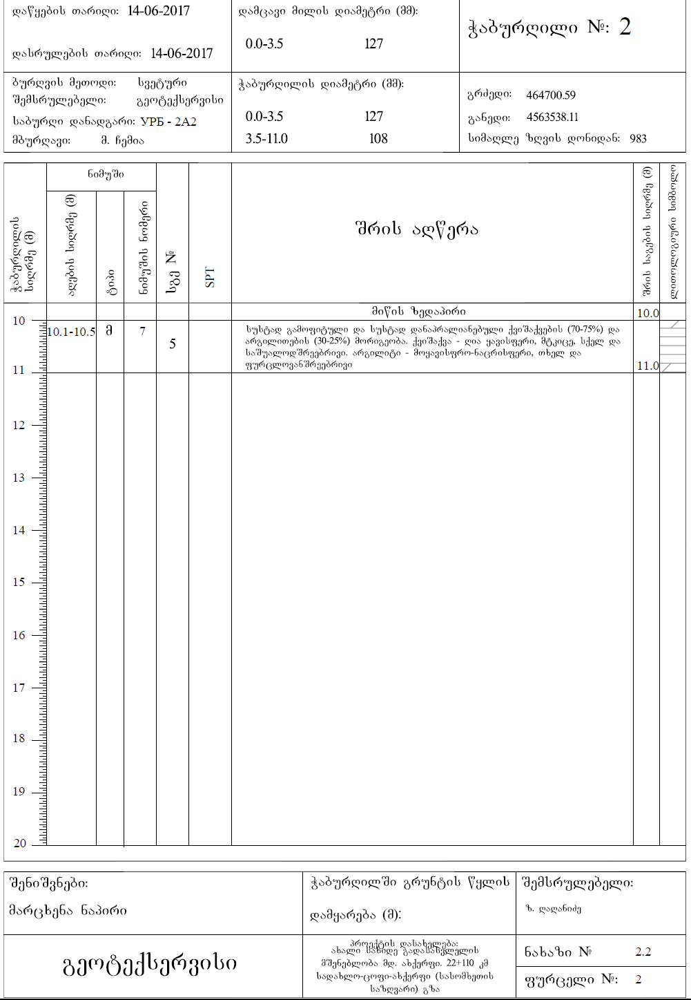 დაწყების თარიღი: 14-06-2017
დასრულების თარიღი: 14-06-2017
დამცავი მილის დიამეტრი (მმ):
0.0-3.5 127
ჭაბურღილი №: 2
ბურღვის მეთოდი: სვეტური
შემსრულებელი: გეოტექსერვისი
საბურღი დანადგარი: УРБ - 2А2
მბურღავი: მ. ჩემია
ჭაბურღილის დიამეტრი (მმ):
0.0-3.5 127
3.5-11.0 108
გრძედი: 464700.59
განედი: 4563538.11
სიმაღლე ზღვის დონიდან: 983
ჭაბურღილის
სიღრმე (მ)
ნიმუში
აღების სიღრმე (მ)
ტიპი
ნიმუშის ნომერი
სგე №
SPT
შრის აღწერა
შრის საგების სიღრმე (მ)
ლითოლოგიური სიმბოლო
მიწის ზედაპირი 10.0
10
10.1-10.5 მ 7
5
სუსტად გამოფიტული და სუსტად დანაპრალიანებული ქვიშაქვების (70-75%) და
არგილითების (30-25%) მორიგეობა. ქვიშაქვა - ღია ყავისფერი, მტკიცე, სქელ და
საშუალოდშრეებრივი. არგილიტი - მოყავისფრო-ნაცრისფერი, თხელ და
ფურცლოვანშრეებრივი
11.0
11
12
13
14
15
16
17
18
19
20
შენიშვნები:
მარცხენა ნაპირი
ჭაბურღილში გრუნტის წყლის
დამყარება (მ):
შემსრულებელი:
ზ. ღაღანიძე
გეოტექსერვისი
პროექტის დასახელება:
ახალი სახიდე გადასასვლელის
მშენებლობა მდ. ახქერფი. 22+110 კმ
სადახლო-ცოფი-ახქერფი (სასომხეთის
საზღვარი) გზა
ნახაზი № 2.2
ფურცელი №: 2